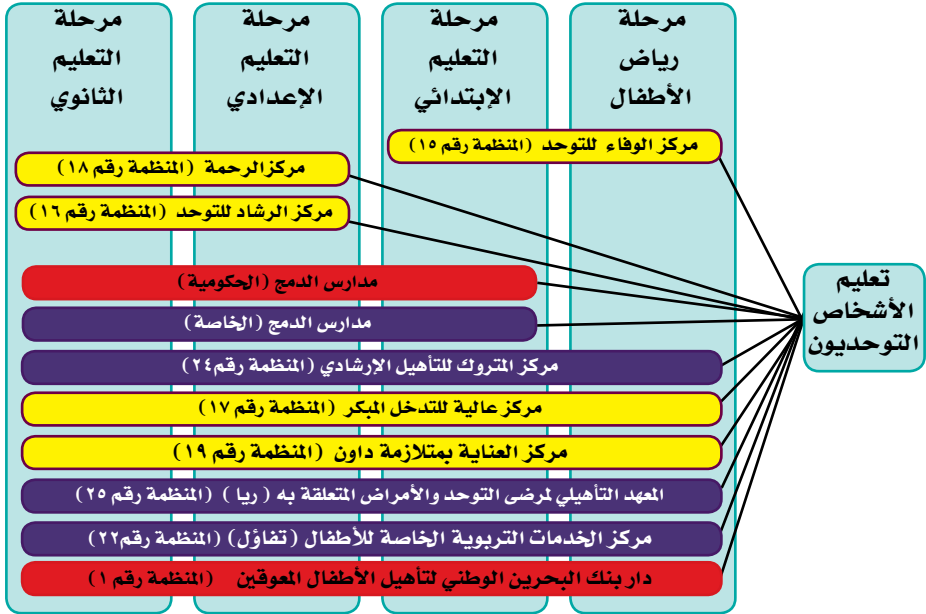 مرحلة
رياض
الأطفال
مرحلة
التعليم
الإبتدائي
مرحلة
التعليم
الإعدادي
مرحلة
التعليم
الثانوي
مركز الوفاء للتوحد (المنظمة رقم ١٥)
مركز الرحمة (المنظمة رقم ١٨)
مركز الرشاد للتوحد (المنظمة رقم ١٦)
مدارس الدمج (الحكومية)
مدارس الدمج (الخاصة)
مركز المتروك للتأهيل الإرشادي (المنظمة رقم٢٤)
مركز عالية للتدخل المبكر (المنظمة رقم ١٧)
مركز العناية بمتلازمة داون (المنظمة رقم ١٩)
المعهد التأهيلي لمرضى التوحد والأمراض المتعلقة به ( ريا ) (المنظمة رقم ٢٥)
مركز الخدمات التربوية الخاصة للأطفال (تفاؤل) (المنظمة رقم٢٢)
دار بنك البحرين الوطني لتأهيل الأطفال المعوقين (المنظمة رقم ١)
تعليم
الأشخاص
التوحديون